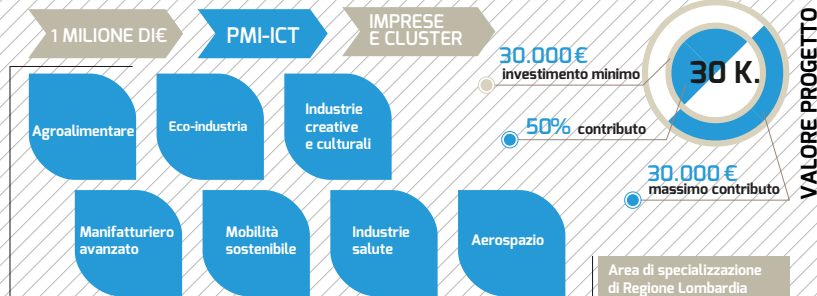 1 MILIONE DI€
PMI-ICT
IMPRESE
E CLUSTER
30.000€
investimento minimo
30 K.
50% contributo
30.000€
massimo contributo
VALORE PROGETTO
Agroalimentare
Eco-industria
Industrie
creative
e culturali
Manifatturiero
avanzato
Mobilità
sostenibile
Industrie
salute
Aerospazio
Area di specializzazione
di Regione Lombardia